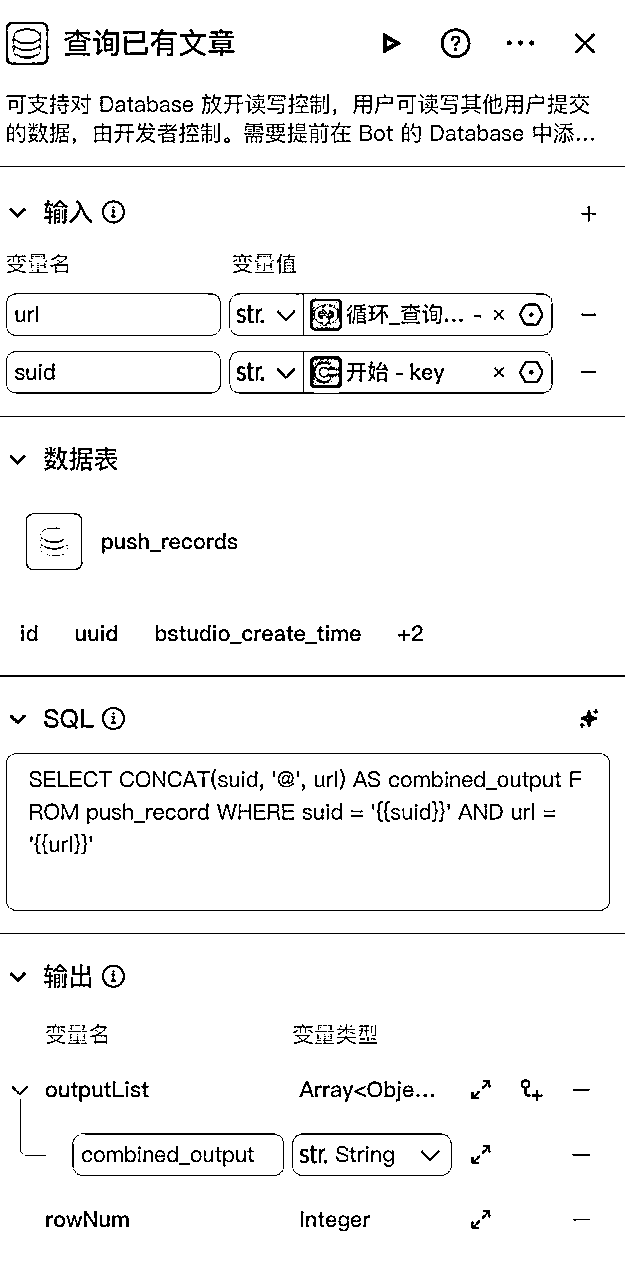 查询已有文章
可支持对 Database 放开读写控制，用户可读写其他用户提交
的数据，由开发者控制。需要提前在 Bot 的 Database 中添...
输入
变量名 变量值
url str. 循环_查询... -
suid str. 开始 - key
数据表
push_records
id uuid bstudio_create_time +2
SQL
SELECT CONCAT(suid, '@', url) AS combined_output F
ROM push_record WHERE suid = '{{suid}}' AND url =
'{{url}}'
输出
变量名 变量类型
outputList Array<Obje...
combined_output str. String
rowNum Integer